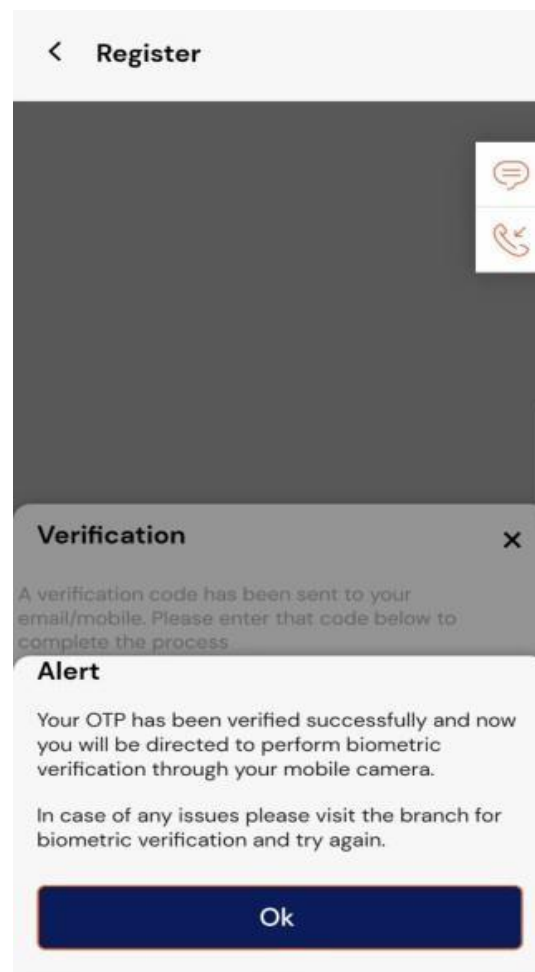 Register
Verification
A verification code has been sent to your
email/mobile. Please enter that code below to
complete the process
Alert
Your OTP has been verified successfully and now
you will be directed to perform biometric
verification through your mobile camera.
In case of any issues please visit the branch for
biometric verification and try again.
Ok